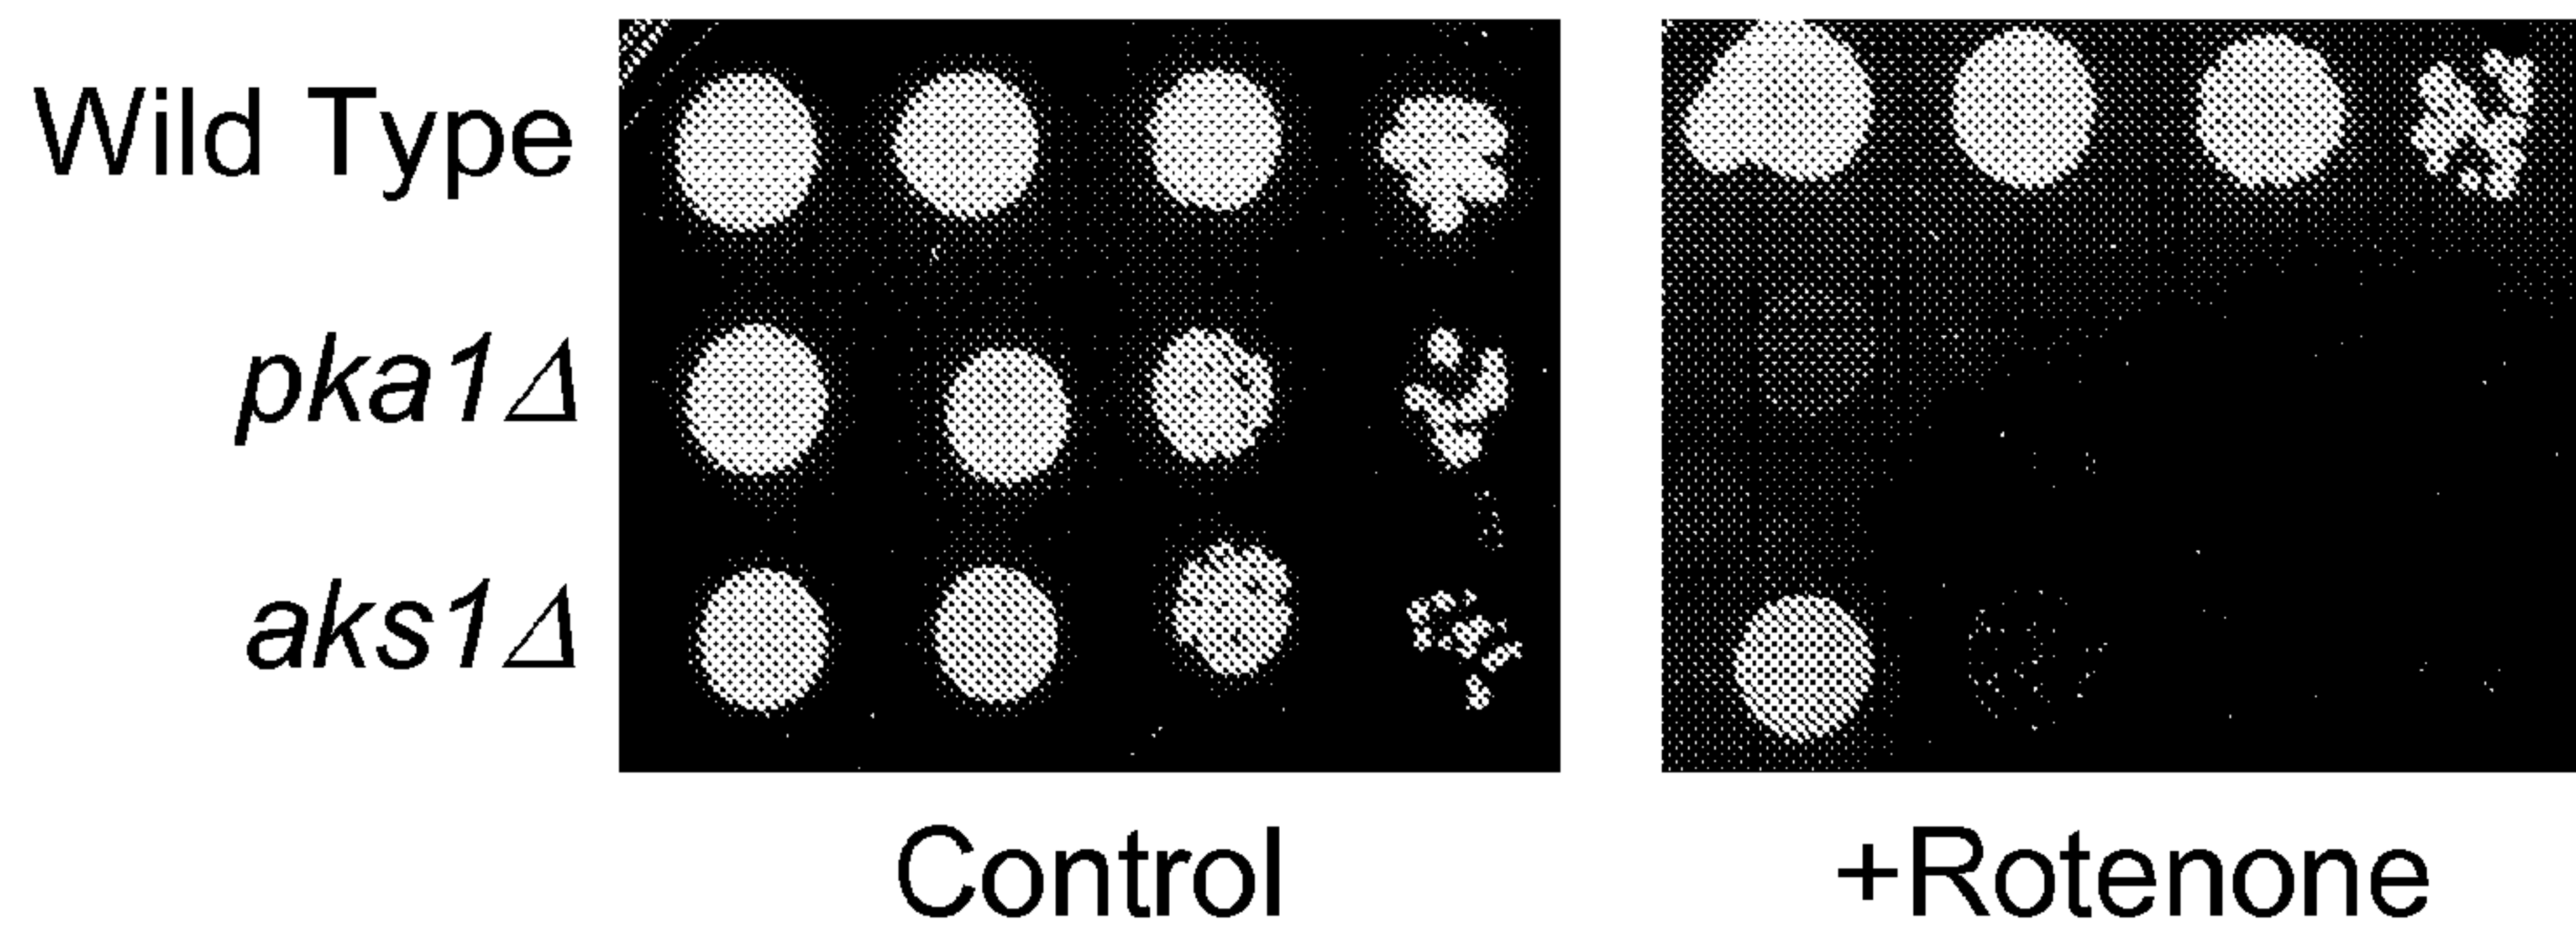 Wild Type
pka1Δ
aks1Δ
Control
+Rotenone